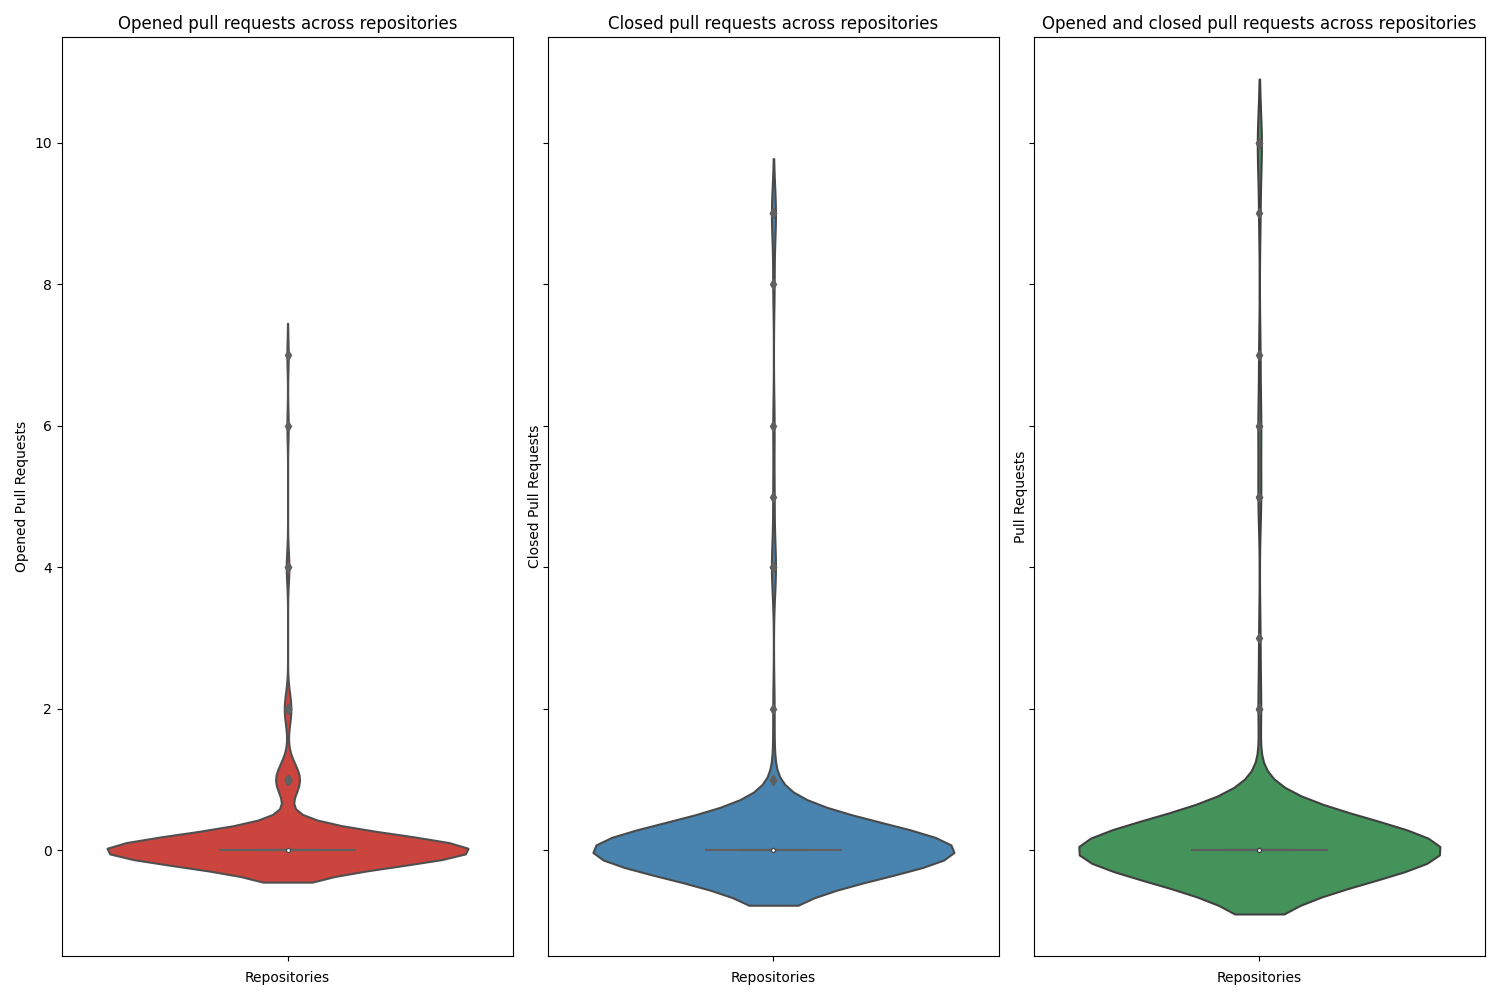 Opened pull requests across repositories
Closed pull requests across repositories
Opened and closed pull requests across repositories
10
8
6
4
2
0
Opened Pull Requests
Closed Pull Requests
Pull Requests
Repositories
Repositories
Repositories